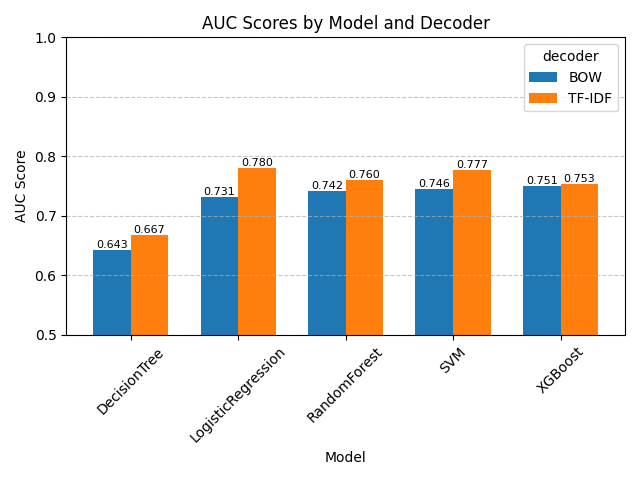 AUC Scores by Model and Decoder
1.0
0.9
0.8
0.7
0.6
0.5
AUC Score
decoder
BOW
TF-IDF
0.643
0.667
0.731
0.780
0.742
0.760
0.746
0.777
0.751
0.753
DecisionTree
LogisticRegression
RandomForest
SVM
XGBoost
Model